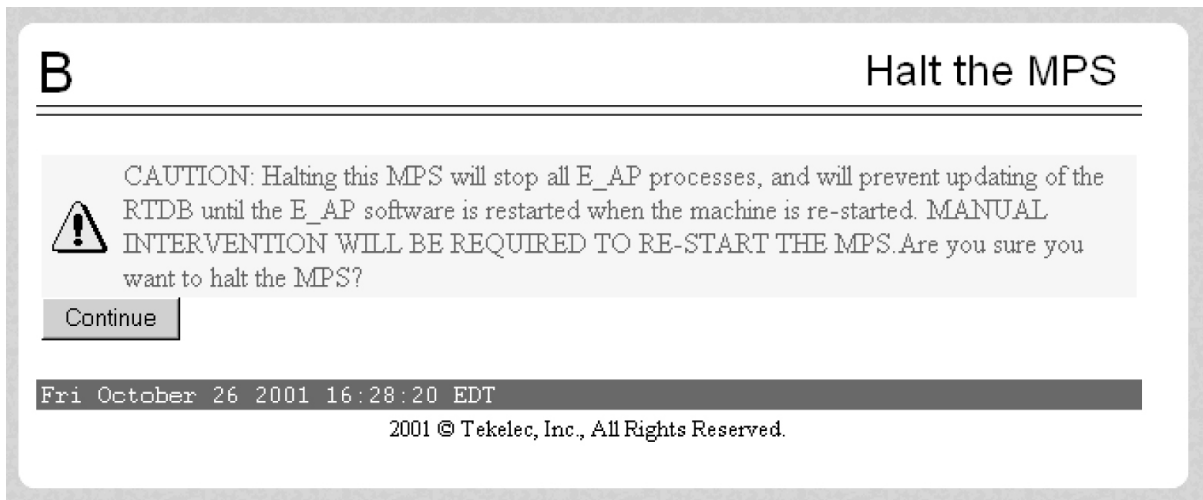 B
Halt the MPS
CAUTION: Halting this MPS will stop all E_AP processes, and will prevent updating of the
RTDB until the E_AP software is restarted when the machine is re-started. MANUAL
INTERVENTION WILL BE REQUIRED TO RE-START THE MPS.Are you sure you
want to halt the MPS?
Continue
Fri October 26 2001 16:28:20 EDT
2001 © Tekelec, Inc., All Rights Reserved.